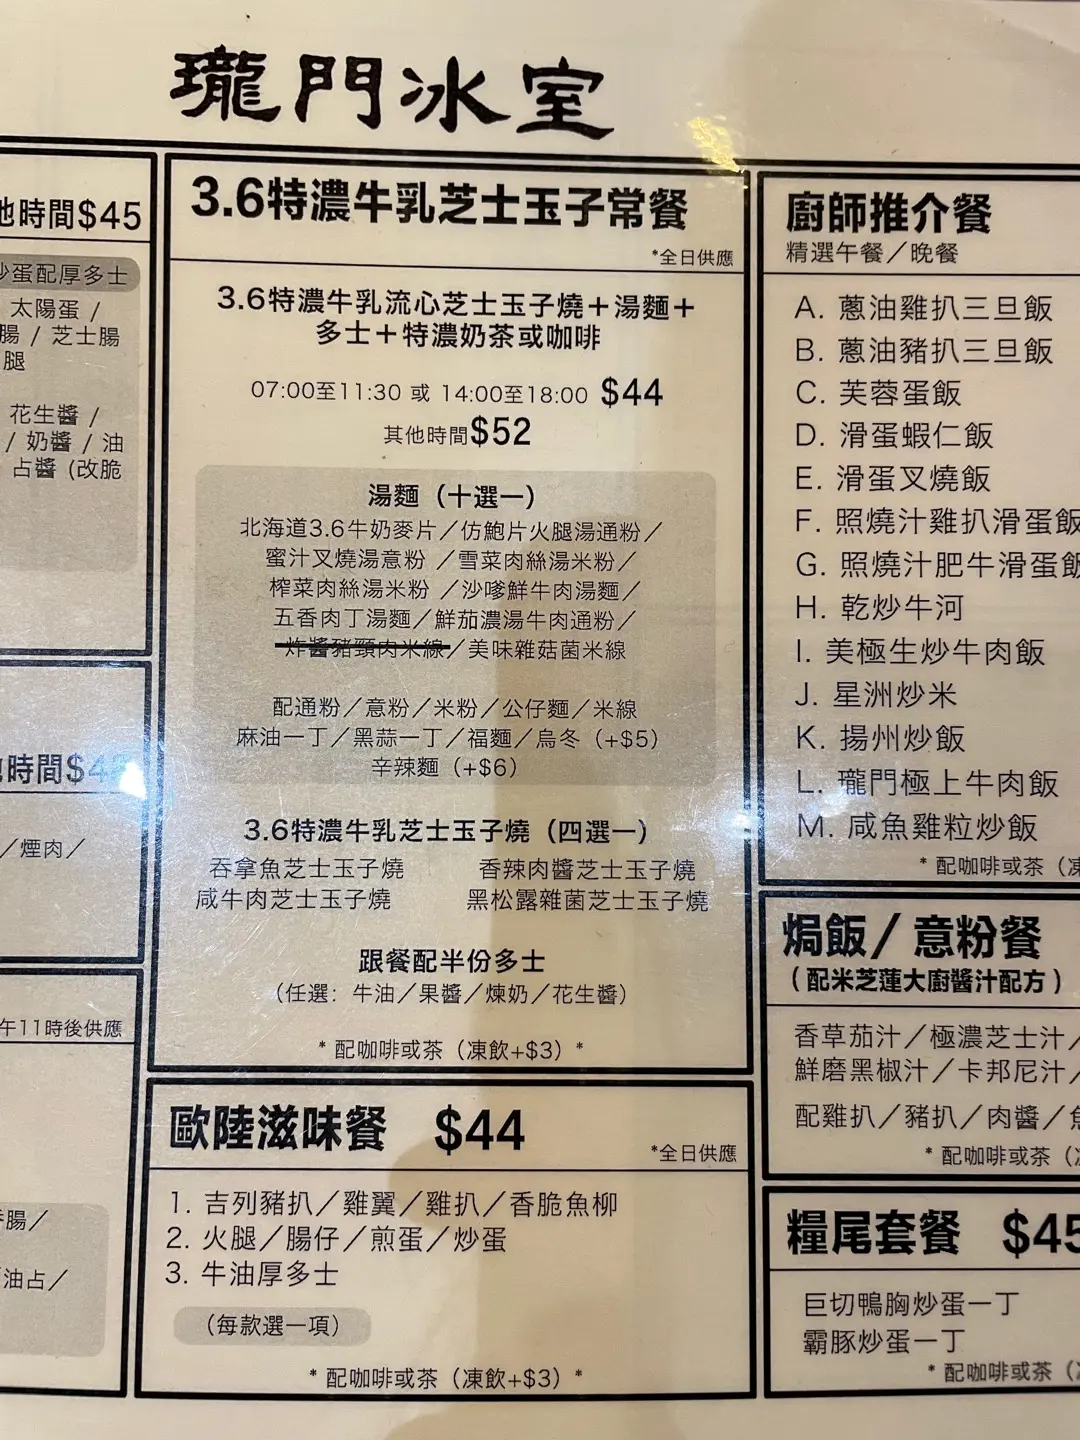 瓏門冰室
他時間$45
炒蛋配厚多士
太陽蛋 /
腸 / 芝士腸
腿
花生醬 /
/ 奶醬 / 油
占醬 (改脆
時間$4
／煙肉／
午11時後供應
腸／
油占／
3.6特濃牛乳芝士玉子常餐
*全日供應
3.6特濃牛乳流心芝士玉子燒＋湯麵＋
多士＋特濃奶茶或咖啡
07:00至11:30 或 14:00至18:00 $44
其他時間$52
湯麵（十選一）
北海道3.6牛奶麥片／仿鮑片火腿湯通粉／
蜜汁叉燒湯意粉 ／雪菜肉絲湯米粉／
榨菜肉絲湯米粉 ／沙嗲鮮牛肉湯麵／
五香肉丁湯麵／鮮茄濃湯牛肉通粉／
炸醬豬頸肉米線／美味雜菇菌米線
配通粉／意粉／米粉／公仔麵／米線
麻油一丁／黑蒜一丁／福麵／烏冬（+$5）
辛辣麵（+$6）
3.6特濃牛乳芝士玉子燒（四選一）
吞拿魚芝士玉子燒 香辣肉醬芝士玉子燒
咸牛肉芝士玉子燒 黑松露雜菌芝士玉子燒
跟餐配半份多士
（任選：牛油／果醬／煉奶／花生醬）
* 配咖啡或茶（凍飲+$3）*
歐陸滋味餐 $44
*全日供應
1. 吉列豬扒／雞翼／雞扒／香脆魚柳
2. 火腿／腸仔／煎蛋／炒蛋
3. 牛油厚多士
（每款選一項）
* 配咖啡或茶（凍飲+$3）*
廚師推介餐
精選午餐／晚餐
A. 蔥油雞扒三旦飯
B. 蔥油豬扒三旦飯
C. 芙蓉蛋飯
D. 滑蛋蝦仁飯
E. 滑蛋叉燒飯
F. 照燒汁雞扒滑蛋飯
G. 照燒汁肥牛滑蛋飯
H. 乾炒牛河
I. 美極生炒牛肉飯
J. 星洲炒米
K. 揚州炒飯
L. 瓏門極上牛肉飯
M. 咸魚雞粒炒飯
* 配咖啡或茶（凍
焗飯／意粉餐
（配米芝蓮大廚醬汁配方）
香草茄汁／極濃芝士汁／
鮮磨黑椒汁／卡邦尼汁／
配雞扒／豬扒／肉醬／
* 配咖啡或茶（
糧尾套餐 $45
巨切鴨胸炒蛋一丁
霸豚炒蛋一丁
* 配咖啡或茶（